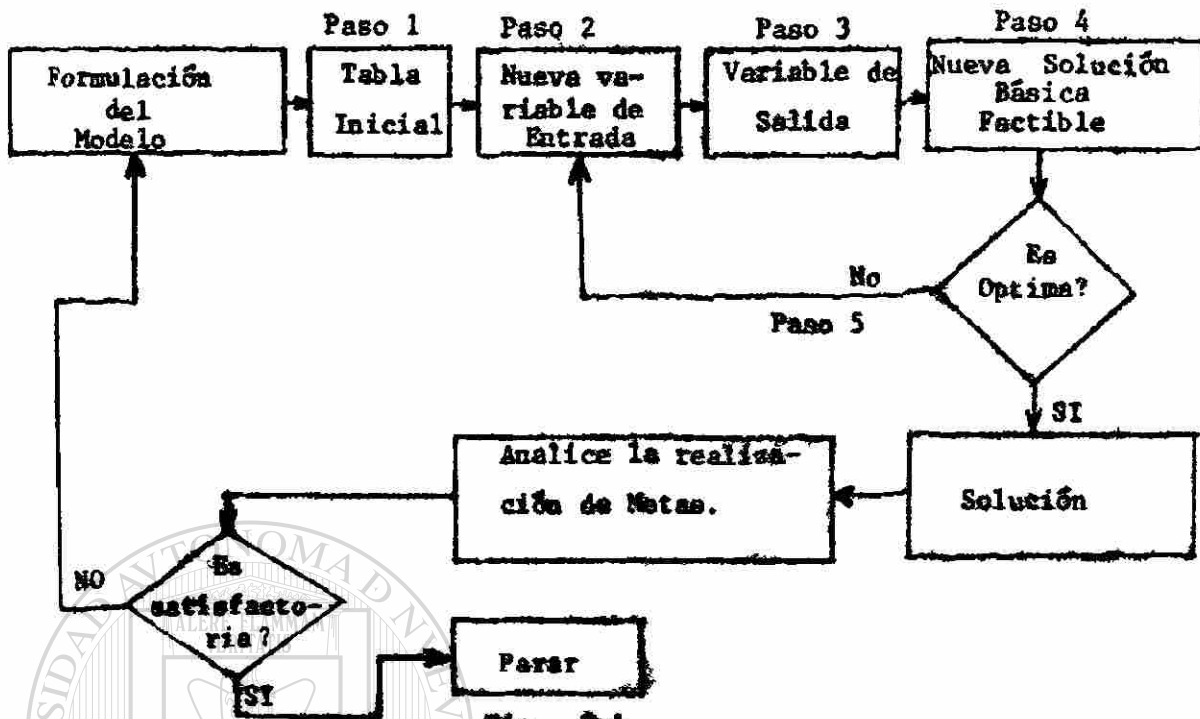 Paso 1
Paso 2
Paso 3
Paso 4
Formulación
del
Modelo
Tabla
Inicial
Nueva va-
riable de
Entrada
Variable de
Salida
Nueva Solución
Básica
Factible
Es
Optima?
No
Paso 5
SI
Solución
Analice la realiza-
ción de Metas.
Es
satisfacto-
ria?
NO
SI
Parar
ALERE FLAMMAM